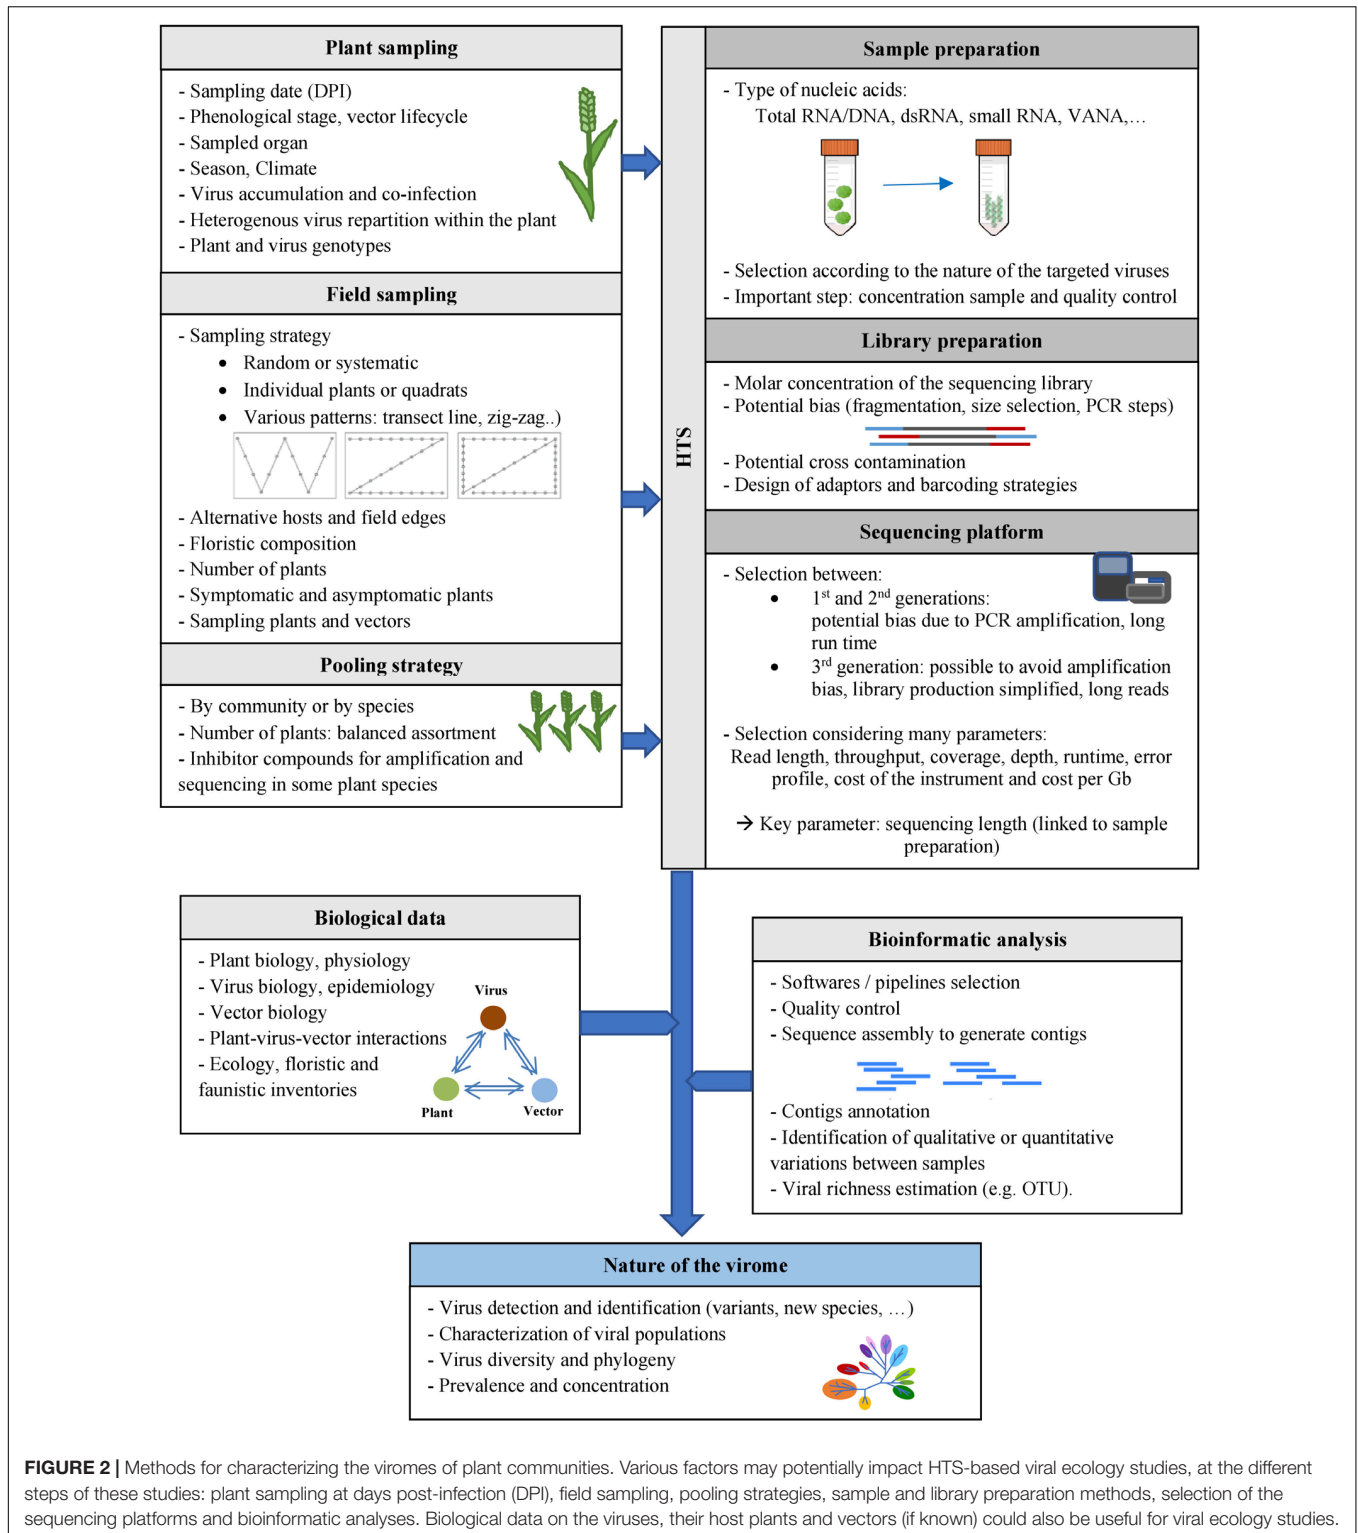 Plant sampling
- Sampling date (DPI)
- Phenological stage, vector lifecycle
- Sampled organ
- Season, Climate
- Virus accumulation and co-infection
- Heterogenous virus repartition within the plant
- Plant and virus genotypes
Field sampling
- Sampling strategy
• Random or systematic
• Individual plants or quadrats
• Various patterns: transect line, zig-zag..)
- Alternative hosts and field edges
- Floristic composition
- Number of plants
- Symptomatic and asymptomatic plants
- Sampling plants and vectors
Pooling strategy
- By community or by species
- Number of plants: balanced assortment
- Inhibitor compounds for amplification and
sequencing in some plant species
HTS
Sample preparation
- Type of nucleic acids:
Total RNA/DNA, dsRNA, small RNA, VANA,…
- Selection according to the nature of the targeted viruses
- Important step: concentration sample and quality control
Library preparation
- Molar concentration of the sequencing library
- Potential bias (fragmentation, size selection, PCR steps)
- Potential cross contamination
- Design of adaptors and barcoding strategies
Sequencing platform
- Selection between:
• 1st and 2nd generations:
potential bias due to PCR amplification, long
run time
• 3rd generation: possible to avoid amplification
bias, library production simplified, long reads
- Selection considering many parameters:
Read length, throughput, coverage, depth, runtime, error
profile, cost of the instrument and cost per Gb
→ Key parameter: sequencing length (linked to sample
preparation)
Biological data
- Plant biology, physiology
- Virus biology, epidemiology
- Vector biology
- Plant-virus-vector interactions
- Ecology, floristic and
faunistic inventories
Virus
Plant
Vector
Bioinformatic analysis
- Softwares / pipelines selection
- Quality control
- Sequence assembly to generate contigs
- Contigs annotation
- Identification of qualitative or quantitative
variations between samples
- Viral richness estimation (e.g. OTU).
Nature of the virome
- Virus detection and identification (variants, new species, …)
- Characterization of viral populations
- Virus diversity and phylogeny
- Prevalence and concentration
FIGURE 2 | Methods for characterizing the viromes of plant communities. Various factors may potentially impact HTS-based viral ecology studies, at the different
steps of these studies: plant sampling at days post-infection (DPI), field sampling, pooling strategies, sample and library preparation methods, selection of the
sequencing platforms and bioinformatic analyses. Biological data on the viruses, their host plants and vectors (if known) could also be useful for viral ecology studies.